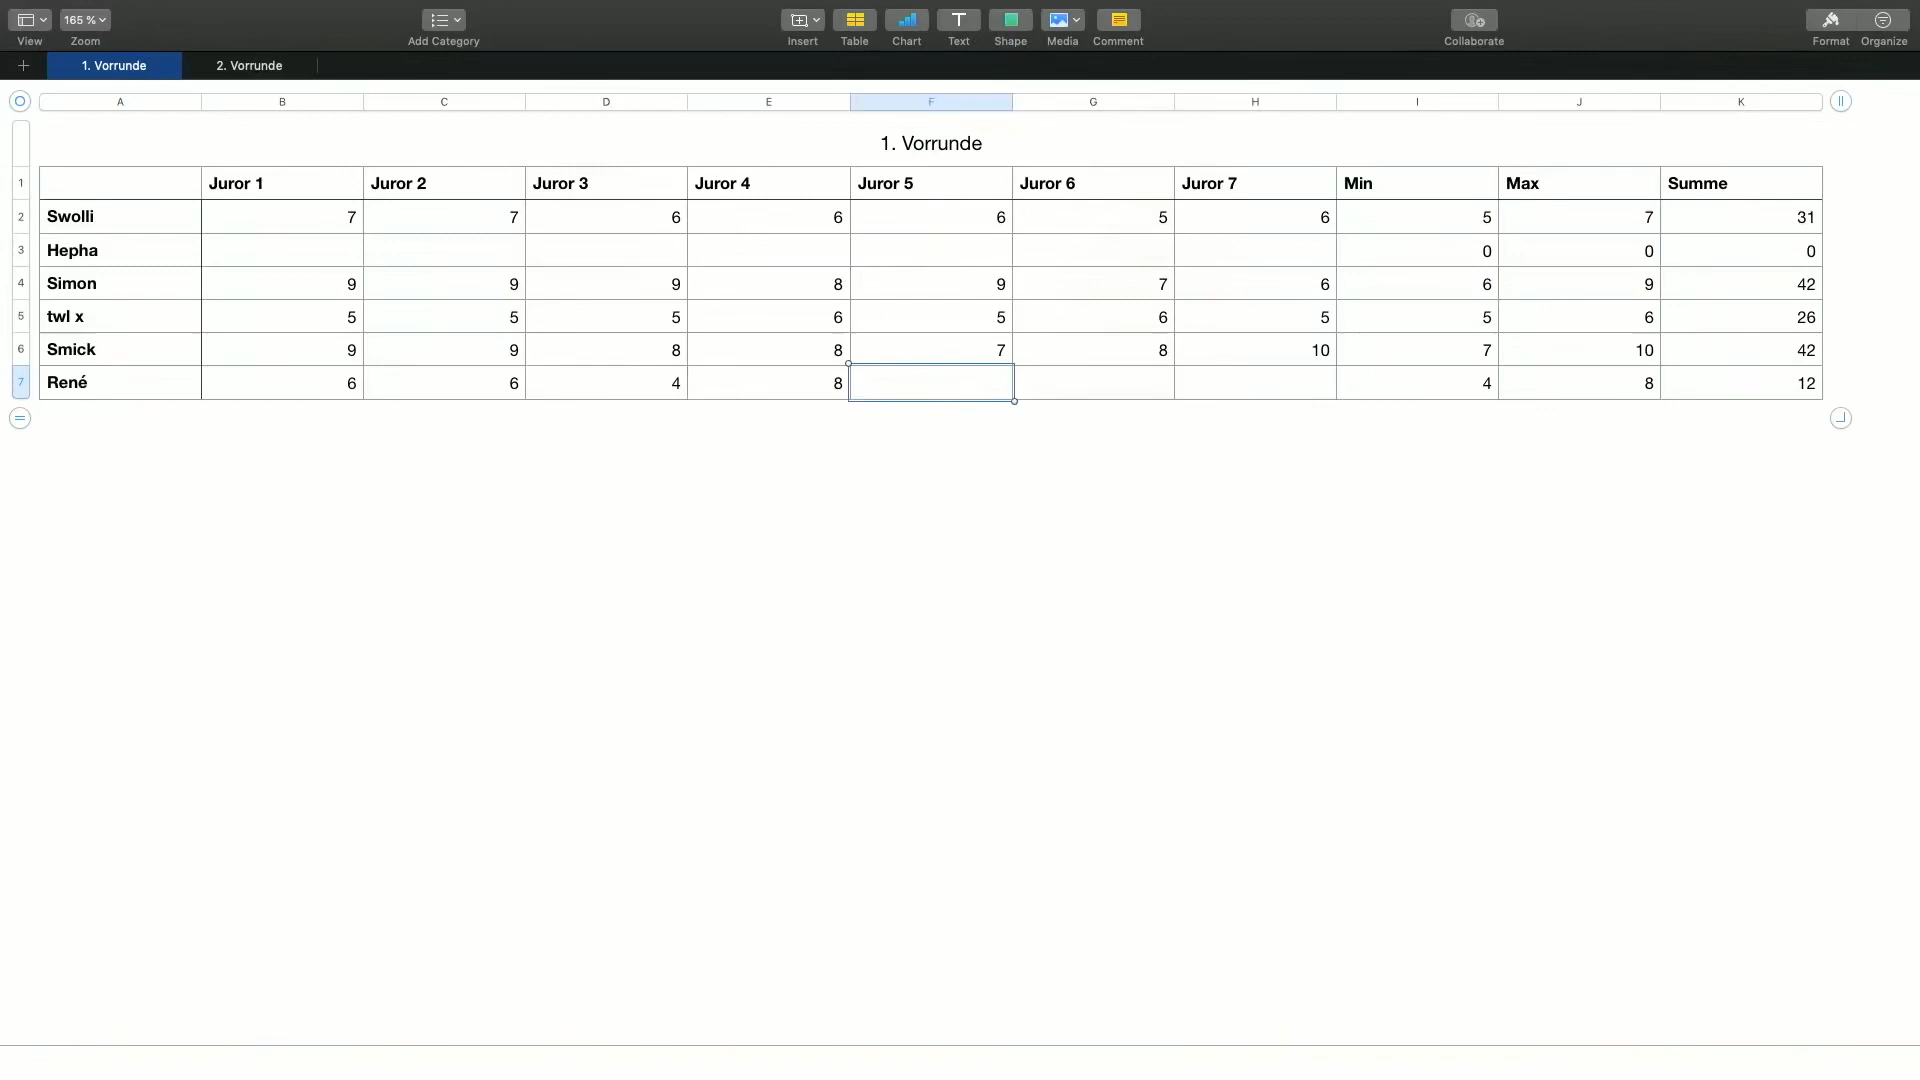 165 %
View Zoom Add Category Insert Table Chart Text Shape Media Comment Collaborate Format Organize
1. Vorrunde 2. Vorrunde
A B C D E F G H I J K
1. Vorrunde
1 Juror 1 Juror 2 Juror 3 Juror 4 Juror 5 Juror 6 Juror 7 Min Max Summe
2 Swolli 7 7 6 6 6 5 6 5 7 31
3 Hepha 0 0 0
4 Simon 9 9 9 8 9 7 6 6 9 42
5 twl x 5 5 5 6 5 6 5 5 6 26
6 Smick 9 9 8 8 7 8 10 7 10 42
7 René 6 6 4 8 4 8 12